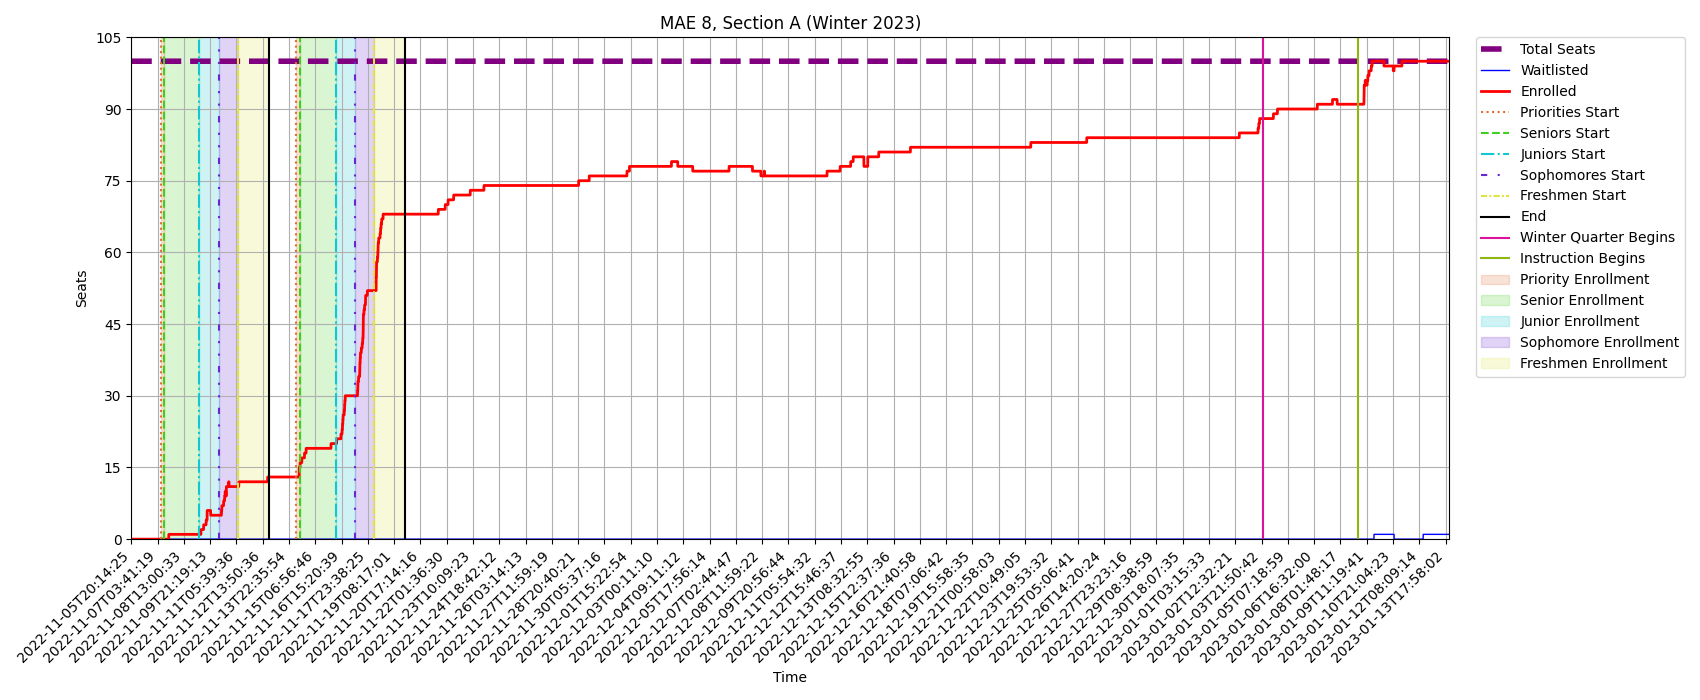 MAE 8, Section A (Winter 2023)
105
90
75
60
45
30
15
0
Seats
2022-11-05T20:14:25
2022-11-07T03:41:19
2022-11-08T13:00:33
2022-11-09T21:19:13
2022-11-11T05:39:36
2022-11-12T13:50:36
2022-11-13T22:35:54
2022-11-15T06:56:46
2022-11-16T15:20:39
2022-11-17T23:38:25
2022-11-19T08:17:01
2022-11-20T17:14:16
2022-11-22T01:36:30
2022-11-23T10:09:23
2022-11-24T18:42:12
2022-11-26T03:14:13
2022-11-27T11:59:19
2022-11-28T20:40:21
2022-11-30T05:37:16
2022-12-01T15:22:54
2022-12-03T00:11:10
2022-12-04T09:11:12
2022-12-05T17:56:14
2022-12-07T02:44:47
2022-12-08T11:59:22
2022-12-09T20:56:44
2022-12-11T05:54:32
2022-12-12T15:46:37
2022-12-13T08:32:55
2022-12-15T12:37:36
2022-12-16T21:40:58
2022-12-18T07:06:42
2022-12-19T15:58:35
2022-12-21T00:58:03
2022-12-22T10:49:05
2022-12-23T19:53:32
2022-12-25T05:06:41
2022-12-26T14:20:24
2022-12-27T23:23:16
2022-12-29T08:38:59
2022-12-30T18:07:35
2023-01-01T03:15:33
2023-01-02T12:32:21
2023-01-03T21:50:42
2023-01-05T07:18:59
2023-01-06T16:32:00
2023-01-08T01:48:17
2023-01-09T11:19:41
2023-01-10T21:04:23
2023-01-12T08:09:14
2023-01-13T17:58:02
Time
Total Seats
Waitlisted
Enrolled
Priorities Start
Seniors Start
Juniors Start
Sophomores Start
Freshmen Start
End
Winter Quarter Begins
Instruction Begins
Priority Enrollment
Senior Enrollment
Junior Enrollment
Sophomore Enrollment
Freshmen Enrollment